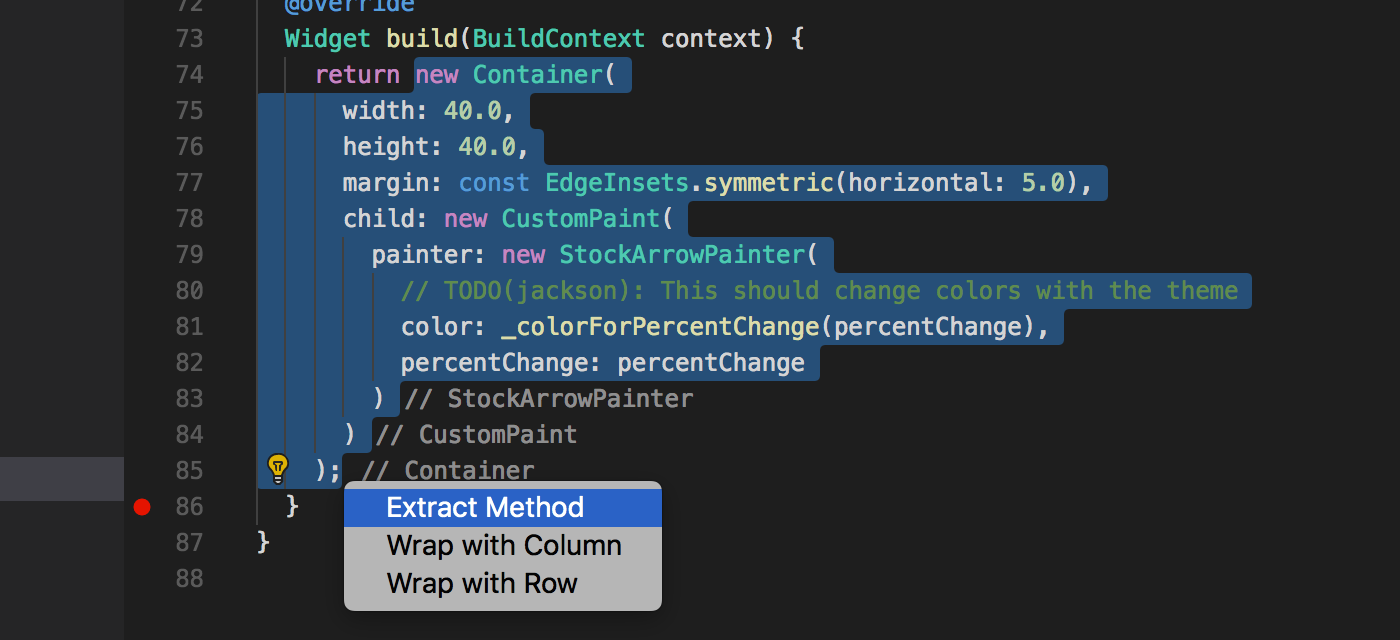 72 @override
73 Widget build(BuildContext context) {
74 return new Container(
75 width: 40.0,
76 height: 40.0,
77 margin: const EdgeInsets.symmetric(horizontal: 5.0),
78 child: new CustomPaint(
79 painter: new StockArrowPainter(
80 // TODO(jackson): This should change colors with the theme
81 color: _colorForPercentChange(percentChange),
82 percentChange: percentChange
83 ) // StockArrowPainter
84 ) // CustomPaint
85 ); // Container
86 }
Extract Method
87 }
Wrap with Column
88
Wrap with Row